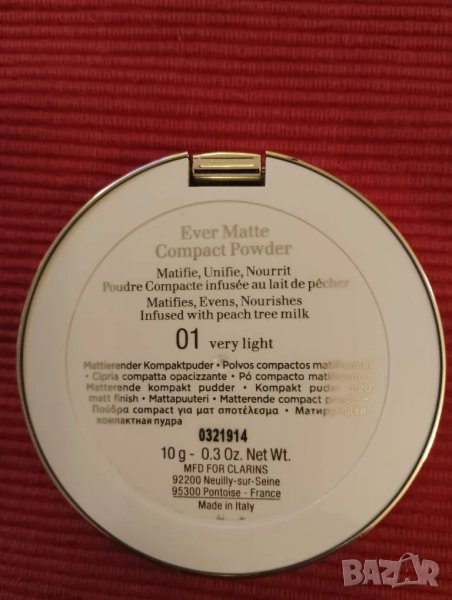 Ever Matte
Compact Powder
Matifie, Unifie, Nourrit
Poudre Compacte infusée au lait de pêcher
Matifies, Evens, Nourishes
Infused with peach tree milk
01 very light
Mattierender Kompaktpuder • Polvos compactos
• Cipria compatta opacizzante • Pó compacto
Matterende kompakt pudder • Kompakt puder med
matt finish • Mattapuuteri • Matterende compact poeder •
Πούδρα compact για ματ αποτέλεσμα • Матирующая
компактная пудра
0321914
10 g - 0.3 Oz. Net Wt.
MFD FOR CLARINS
92200 Neuilly-sur-Seine
95300 Pontoise - France
Made in Italy
BAZAR